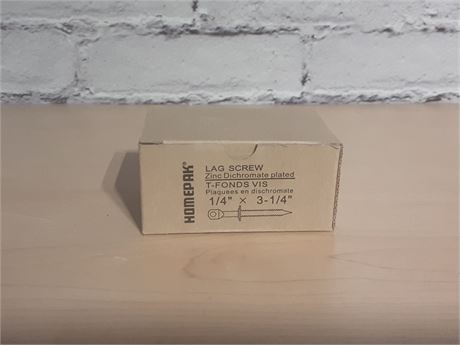 HOMEPAK®
LAG SCREW
Zinc Dichromate plated
T-FONDS VIS
Plaquees en dischromate
1/4" × 3-1/4"